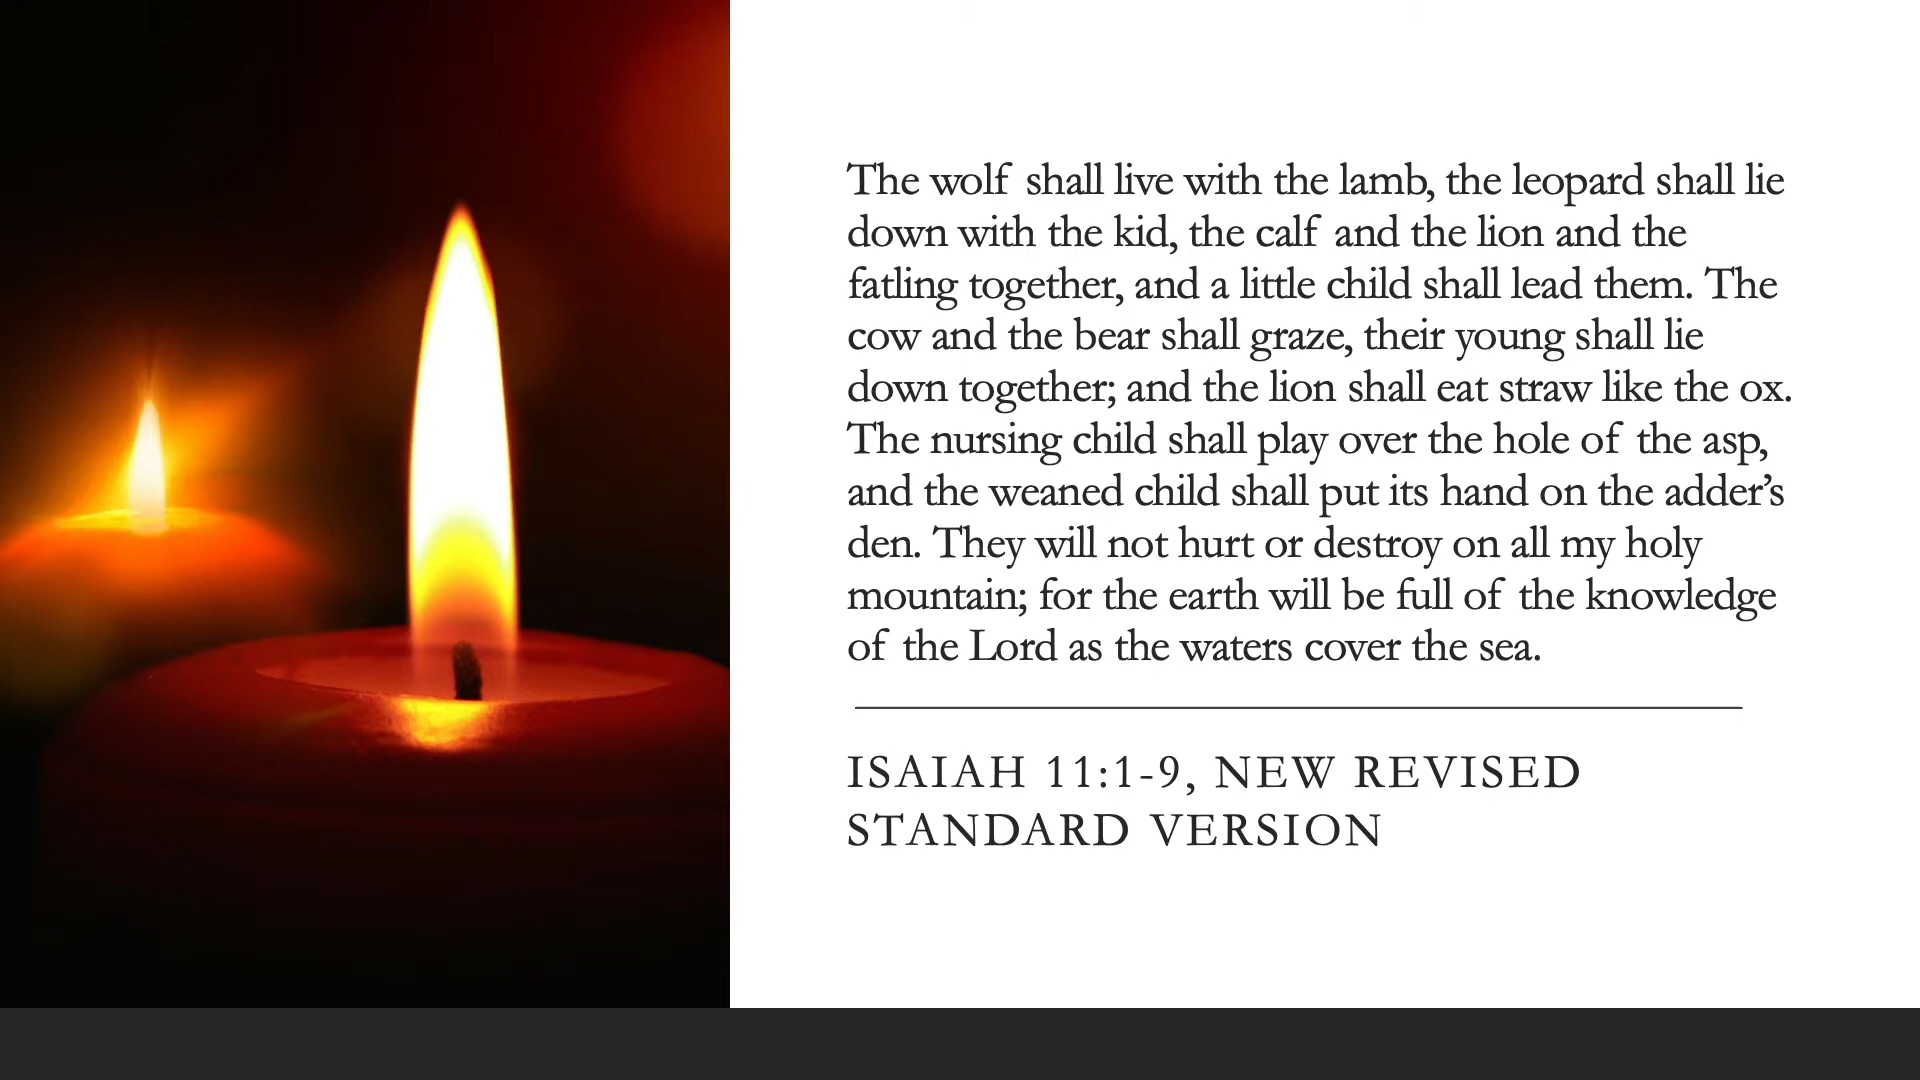 The wolf shall live with the lamb, the leopard shall lie
down with the kid, the calf and the lion and the
fatling together, and a little child shall lead them. The
cow and the bear shall graze, their young shall lie
down together; and the lion shall eat straw like the ox.
The nursing child shall play over the hole of the asp,
and the weaned child shall put its hand on the adder’s
den. They will not hurt or destroy on all my holy
mountain; for the earth will be full of the knowledge
of the Lord as the waters cover the sea.
ISAIAH 11:1-9, NEW REVISED
STANDARD VERSION